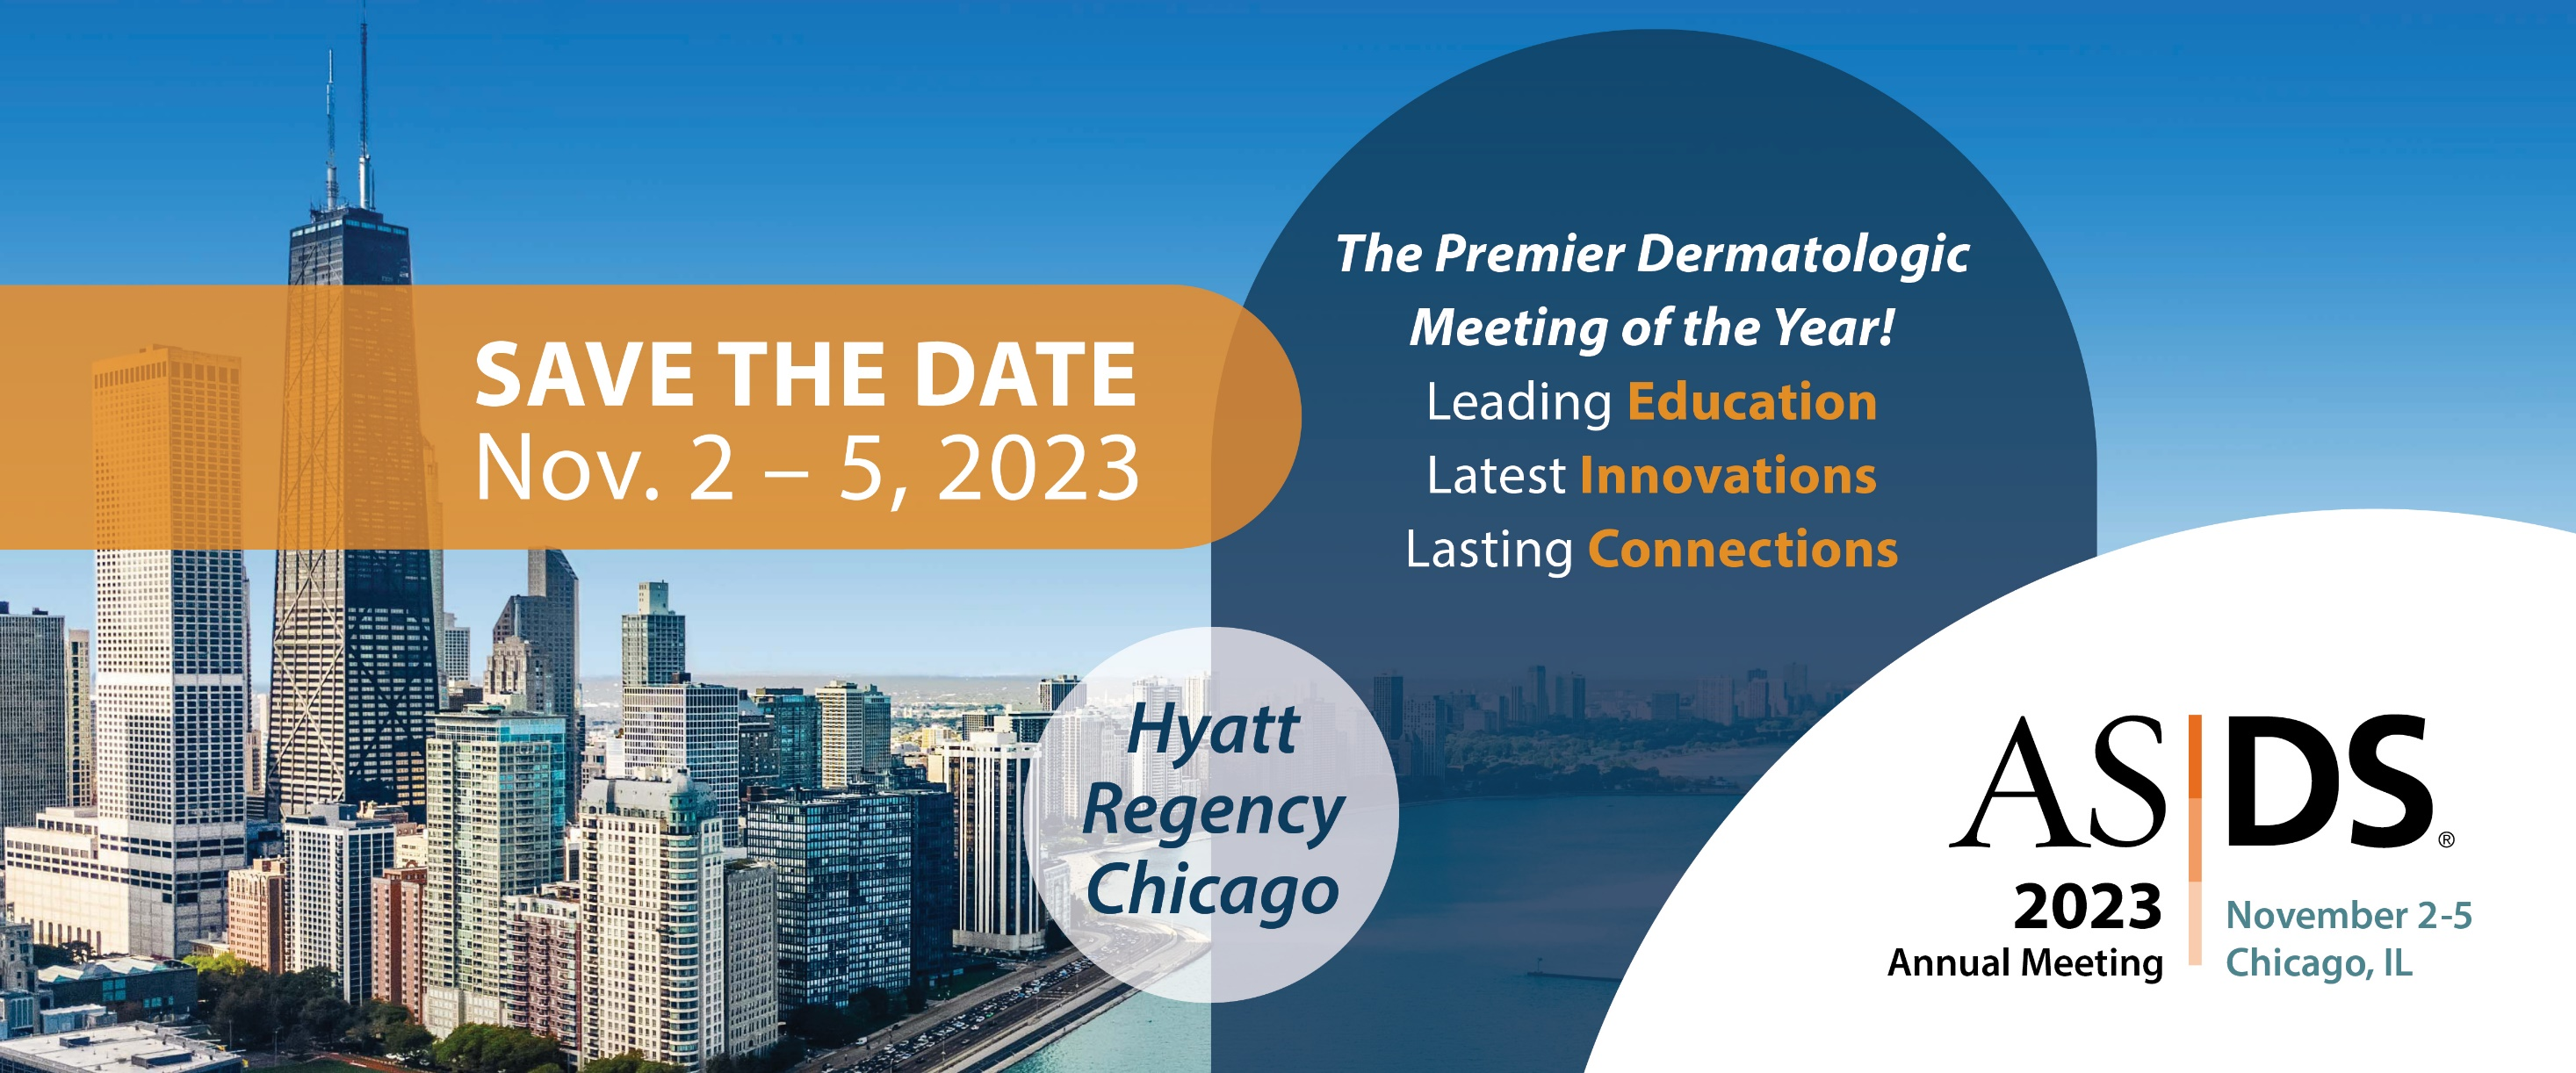 SAVE THE DATE
Nov. 2 – 5, 2023
The Premier Dermatologic
Meeting of the Year!
Leading Education
Latest Innovations
Lasting Connections
Hyatt
Regency
Chicago
AS|DS®
2023
Annual Meeting
November 2-5
Chicago, IL